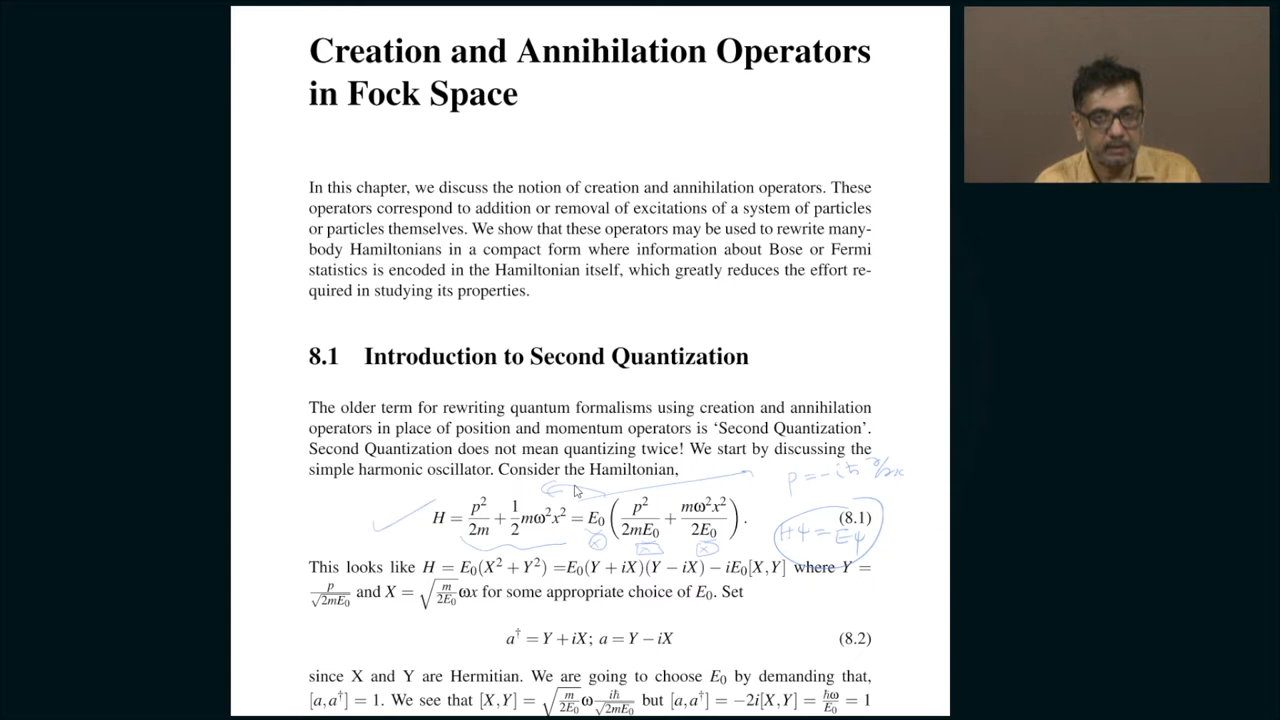 Creation and Annihilation Operators
in Fock Space
In this chapter, we discuss the notion of creation and annihilation operators. These
operators correspond to addition or removal of excitations of a system of particles
or particles themselves. We show that these operators may be used to rewrite many-
body Hamiltonians in a compact form where information about Bose or Fermi
statistics is encoded in the Hamiltonian itself, which greatly reduces the effort re-
quired in studying its properties.
8.1 Introduction to Second Quantization
The older term for rewriting quantum formalisms using creation and annihilation
operators in place of position and momentum operators is ‘Second Quantization’.
Second Quantization does not mean quantizing twice! We start by discussing the
simple harmonic oscillator. Consider the Hamiltonian,
p = -iħ ∂/∂x
H = p²/2m + 1/2 mω²x² = E₀ (p²/2mE₀ + mω²x²/2E₀). (8.1)
Hψ = Eψ
This looks like H = E₀(X² + Y²) =E₀(Y + iX)(Y − iX) − iE₀[X,Y] where Y =
p/√2mE₀ and X = √(m/2E₀) ωx for some appropriate choice of E₀. Set
a† = Y + iX; a = Y − iX (8.2)
since X and Y are Hermitian. We are going to choose E₀ by demanding that,
[a,a†] = 1. We see that [X,Y] = √(m/2E₀) ω iħ/√2mE₀ but [a,a†] = −2i[X,Y] = ħω/E₀ = 1